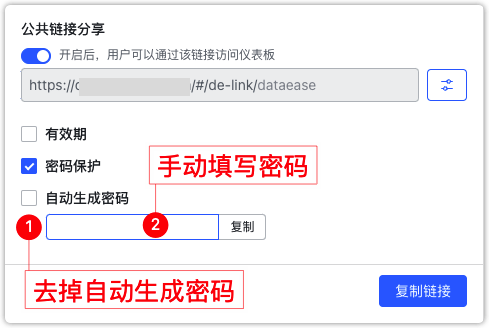 公共链接分享
开启后，用户可以通过该链接访问仪表板
https:// /#/de-link/dataease
有效期
密码保护
手动填写密码
自动生成密码
1
2
复制
去掉自动生成密码
复制链接